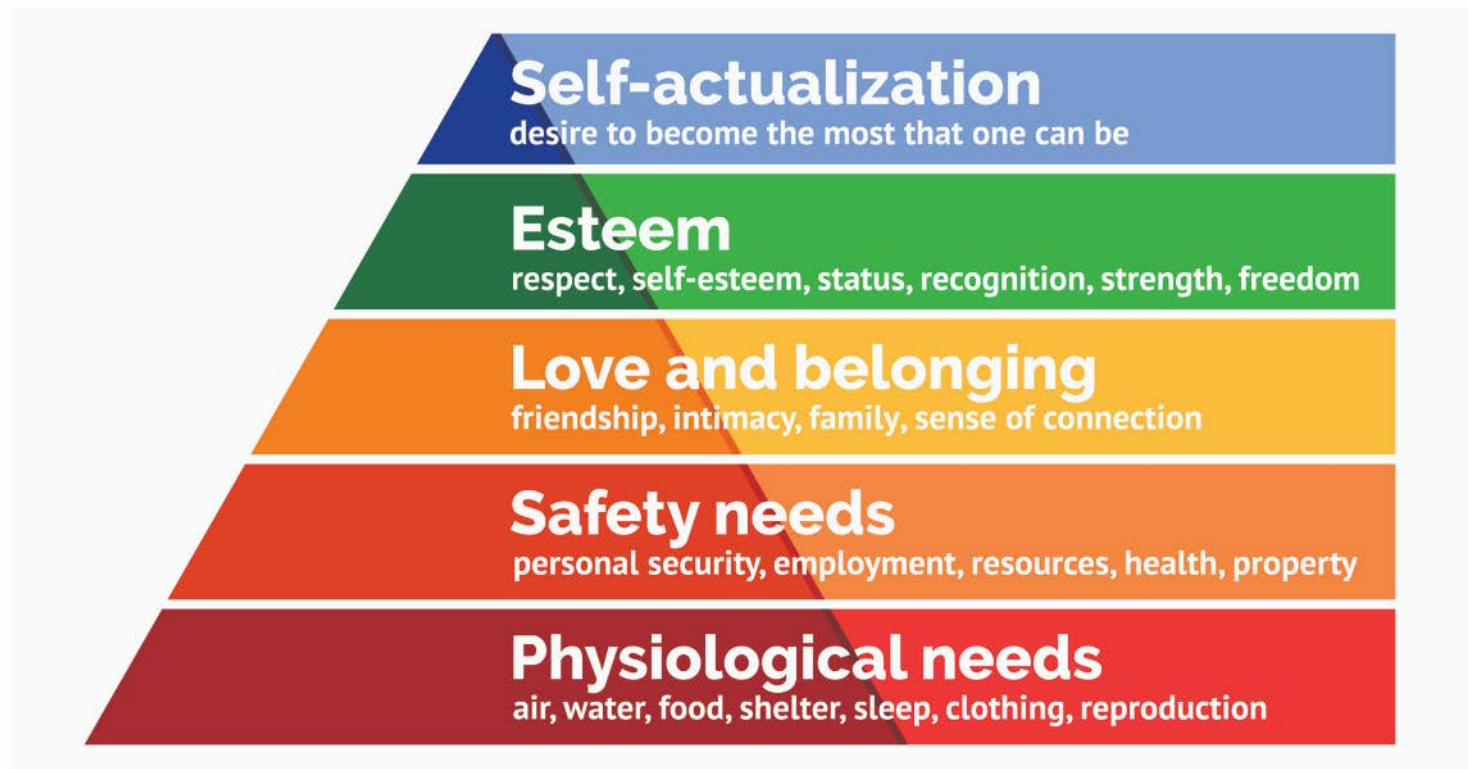 Self-actualization
desire to become the most that one can be
Esteem
respect, self-esteem, status, recognition, strength, freedom
Love and belonging
friendship, intimacy, family, sense of connection
Safety needs
personal security, employment, resources, health, property
Physiological needs
air, water, food, shelter, sleep, clothing, reproduction